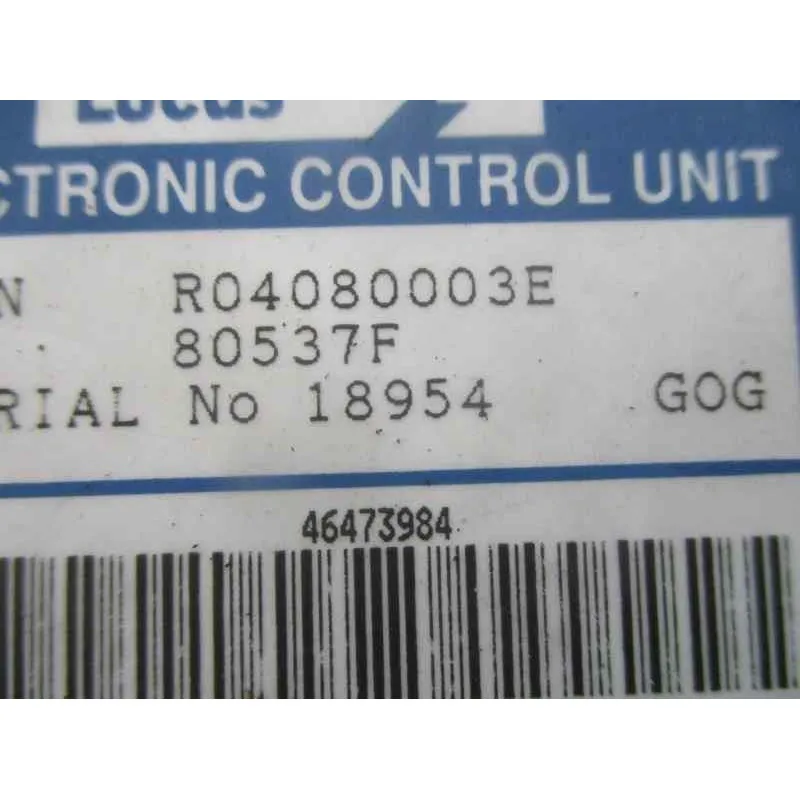 Lucas
CTRONIC CONTROL UNIT
N R04080003E
80537F
RIAL No 18954 GOG
46473984